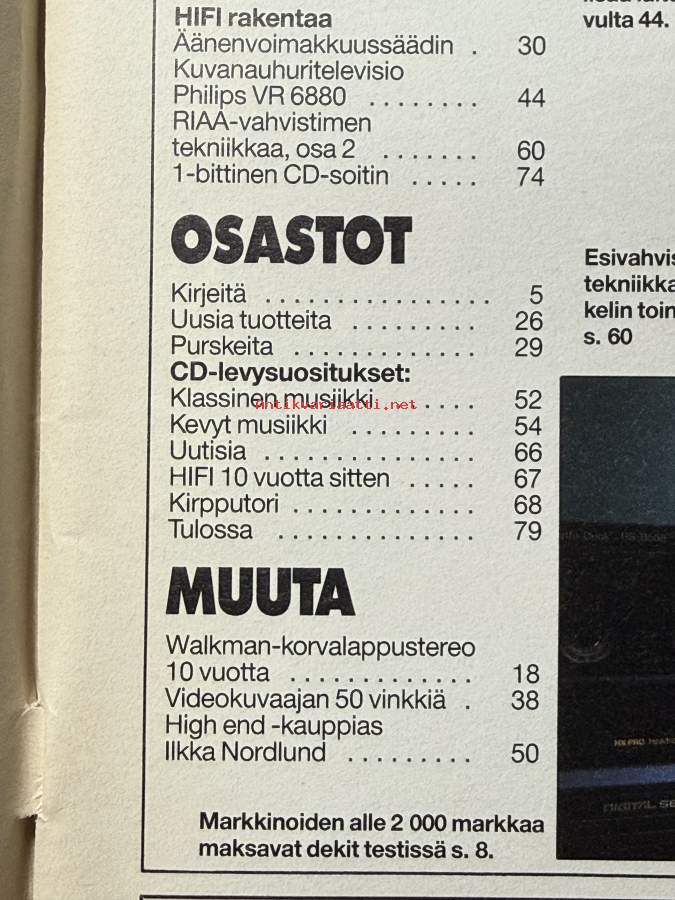 HIFI rakentaa
Äänenvoimakkuussäädin . 30
Kuvanauhuritelevisio
Philips VR 6880 . . . . . . . . 44
RIAA-vahvistimen
tekniikkaa, osa 2 . . . . . . . 60
1-bittinen CD-soitin . . . . . 74
OSASTOT
Kirjeitä . . . . . . . . . . . . . . . . . 5
Uusia tuotteita . . . . . . . . . . 26
Purskeita . . . . . . . . . . . . . . 29
CD-levysuositukset:
Klassinen musiikki . . . . . . . 52
Antikvariaatti.net
Kevyt musiikki . . . . . . . . . . 54
Uutisia . . . . . . . . . . . . . . . . 66
HIFI 10 vuotta sitten . . . . . 67
Kirpputori . . . . . . . . . . . . . . 68
Tulossa . . . . . . . . . . . . . . . 79
MUUTA
Walkman-korvalappustereo
10 vuotta . . . . . . . . . . . . . . 18
Videokuvaajan 50 vinkkiä . 38
High end -kauppias
Ilkka Nordlund . . . . . . . . . 50
Markkinoiden alle 2 000 markkaa
maksavat dekit testissä s. 8.
vulta 44.
Esivahvis
tekniikka
kelin toin
s. 60
HX PRO
DIGITAL SE